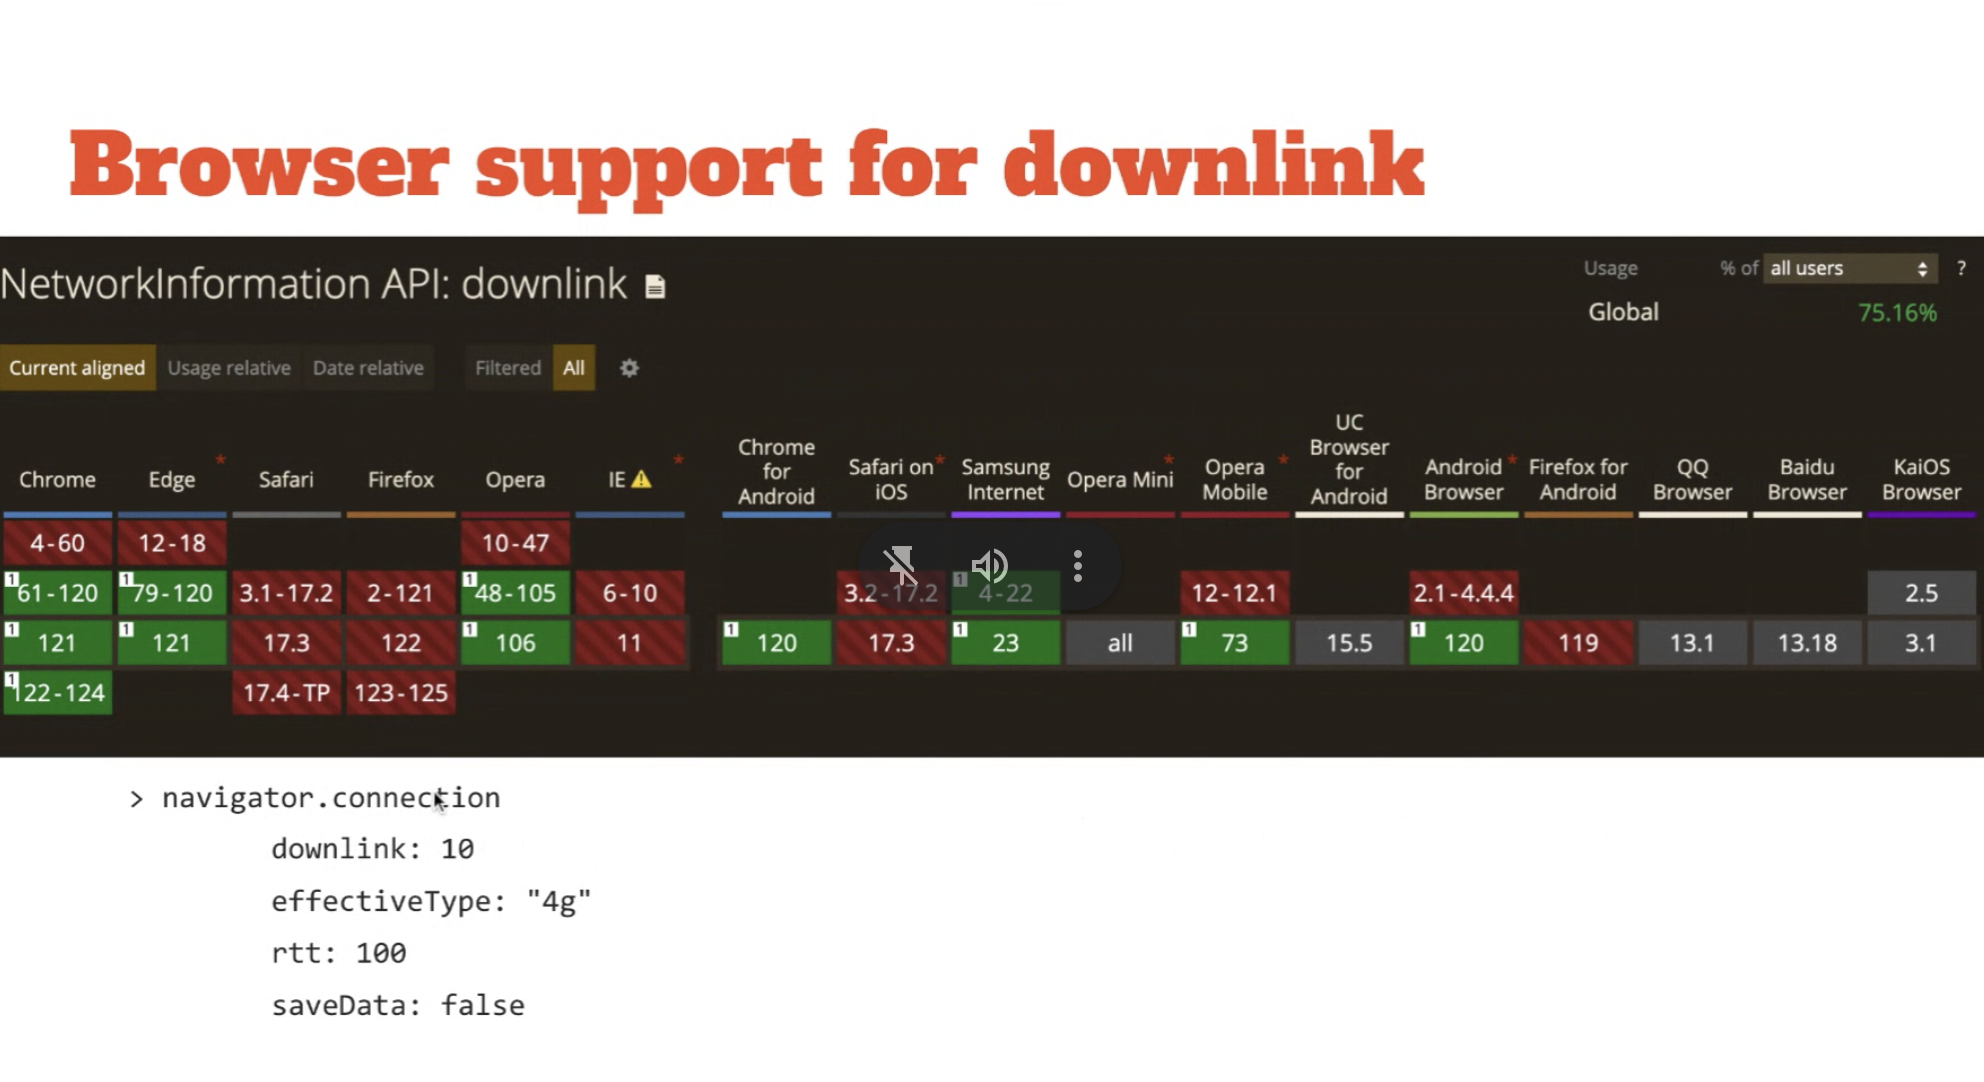 Browser support for downlink
NetworkInformation API: downlink
Usage % of all users ?
Global 75.16%
Current aligned Usage relative Date relative Filtered All
Chrome Edge * Safari Firefox Opera IE * Chrome for Android Safari on iOS * Samsung Internet Opera Mini * Opera Mobile * UC Browser for Android Android Browser * Firefox for Android QQ Browser Baidu Browser KaiOS Browser
4-60 12-18 10-47
1 61-120 1 79-120 3.1-17.2 2-121 1 48-105 6-10 3.2-17.2 1 4-22 12-12.1 2.1-4.4.4 2.5
1 121 1 121 17.3 122 1 106 11 1 120 17.3 1 23 all 1 73 15.5 1 120 119 13.1 13.18 3.1
1 122-124 17.4-TP 123-125
> navigator.connection
downlink: 10
effectiveType: "4g"
rtt: 100
saveData: false